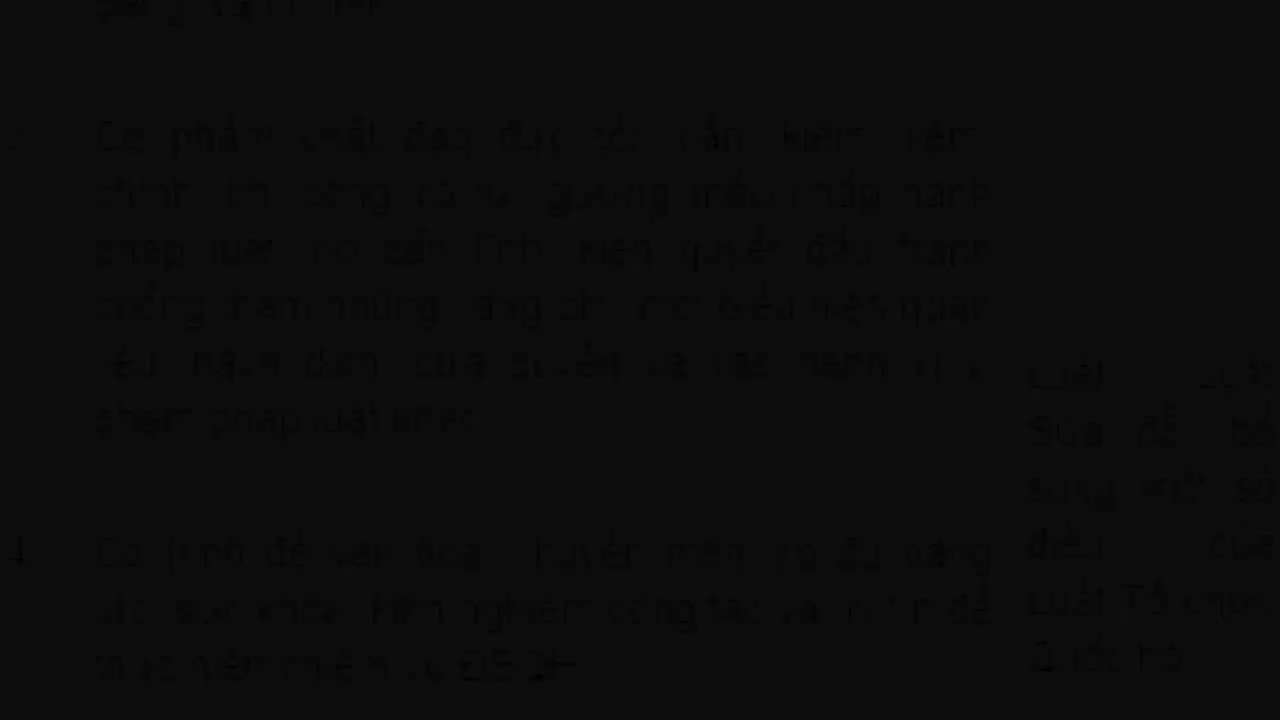 Có phẩm chất đạo đức tốt, cần, kiệm, liêm,
chính, chí công vô tư, gương mẫu chấp hành
pháp luật; có bản lĩnh, kiên quyết đấu tranh
chống tham nhũng, lãng phí, mọi biểu hiện quan
liêu, hách dịch, cửa quyền và các hành vi vi
phạm pháp luật khác.
4
Có trình độ văn hóa, chuyên môn, có đủ năng
lực, sức khỏe, kinh nghiệm công tác và uy tín để
thực hiện nhiệm vụ ĐBQH
Luật Luật
Sửa đổi, bổ
sung một số
điều của
Luật Tổ chức
Quốc hội